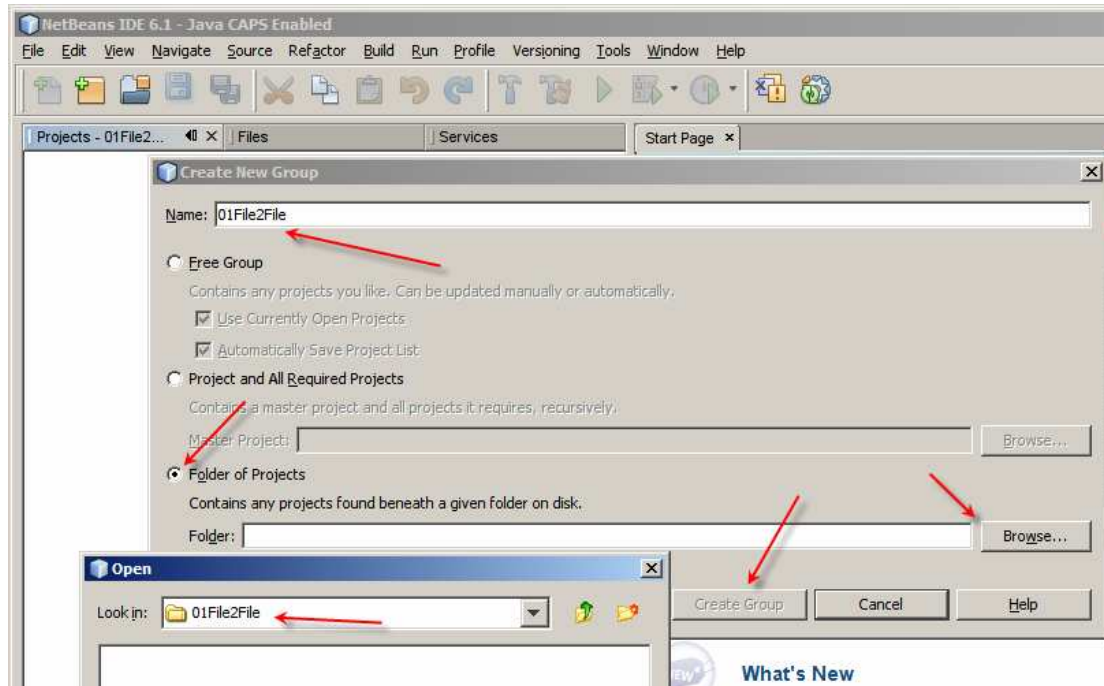 NetBeans IDE 6.1 - Java CAPS Enabled
File Edit View Navigate Source Refactor Build Run Profile Versioning Tools Window Help
Projects - 01File2... Files Services Start Page
Create New Group
Name: 01File2File
Free Group
Contains any projects you like. Can be updated manually or automatically.
Use Currently Open Projects
Automatically Save Project List
Project and All Required Projects
Contains a master project and all projects it requires, recursively.
Master Project: Browse...
Folder of Projects
Contains any projects found beneath a given folder on disk.
Folder: Browse...
Open
Look in: 01File2File
Create Group Cancel Help
NEW
What's New